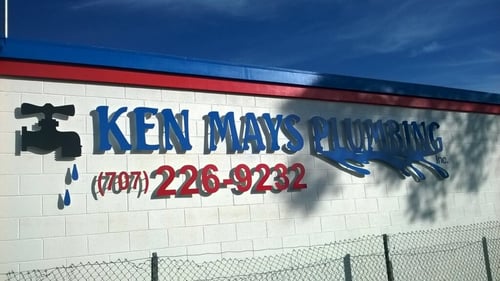 KEN MAYS PLUMBING Inc.
(707) 226-9232